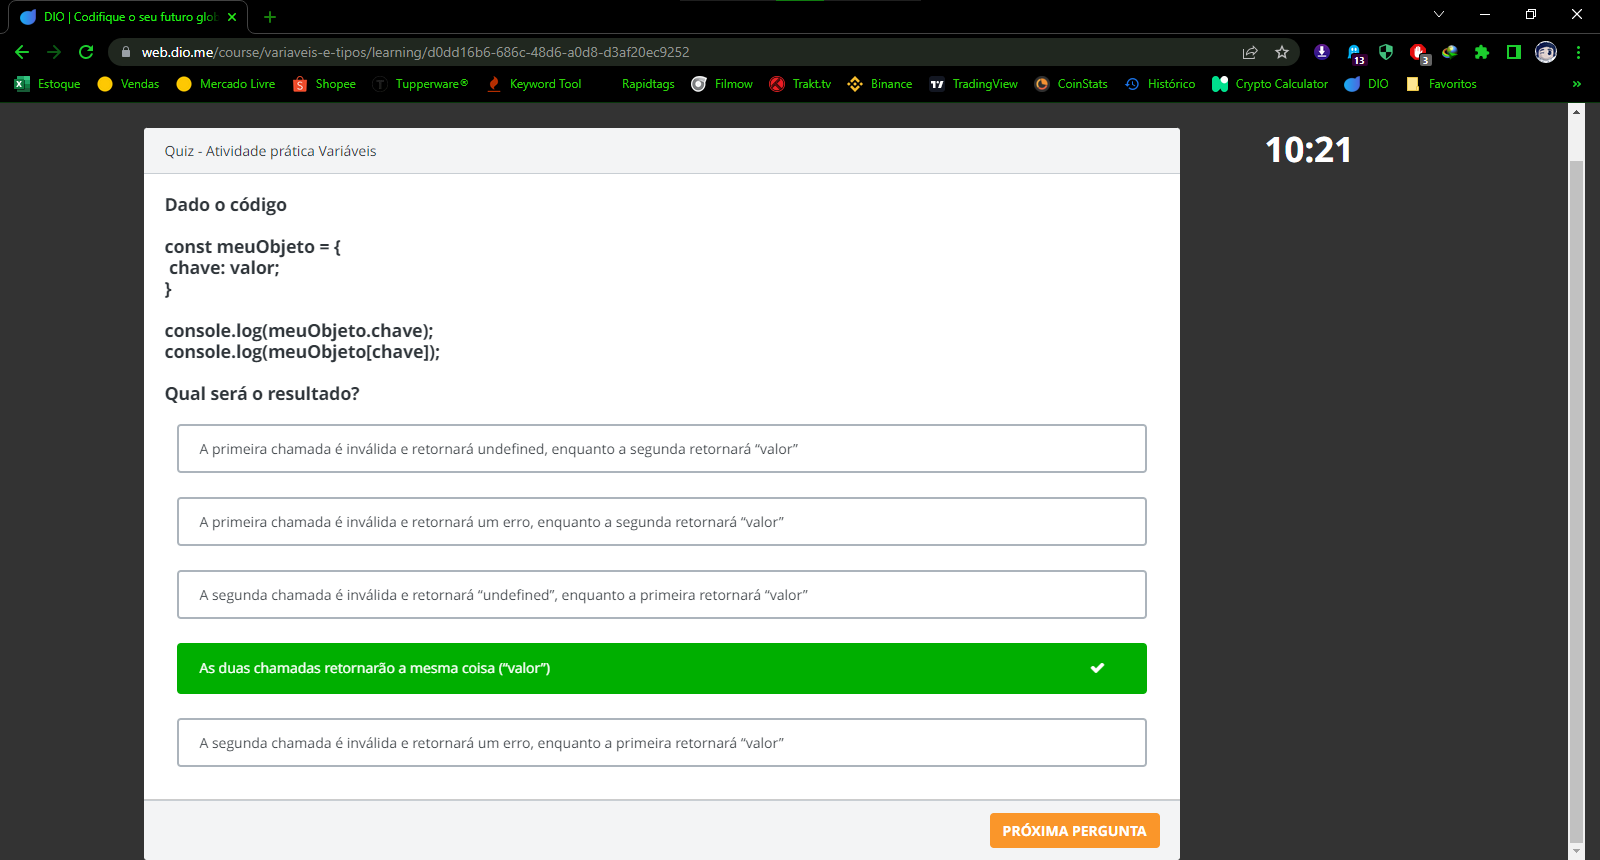 DIO | Codifique o seu futuro glob
web.dio.me/course/variaveis-e-tipos/learning/d0dd16b6-686c-48d6-a0d8-d3af20ec9252
13
3
Estoque
Vendas
Mercado Livre
Shopee
Tupperware®
Keyword Tool
Rapidtags
Filmow
Trakt.tv
Binance
TradingView
CoinStats
Histórico
Crypto Calculator
DIO
Favoritos
»
Quiz - Atividade prática Variáveis
10:21
Dado o código
const meuObjeto = {
chave: valor;
}
console.log(meuObjeto.chave);
console.log(meuObjeto[chave]);
Qual será o resultado?
A primeira chamada é inválida e retornará undefined, enquanto a segunda retornará “valor”
A primeira chamada é inválida e retornará um erro, enquanto a segunda retornará “valor”
A segunda chamada é inválida e retornará “undefined”, enquanto a primeira retornará “valor”
As duas chamadas retornarão a mesma coisa (“valor”)
A segunda chamada é inválida e retornará um erro, enquanto a primeira retornará “valor”
PRÓXIMA PERGUNTA